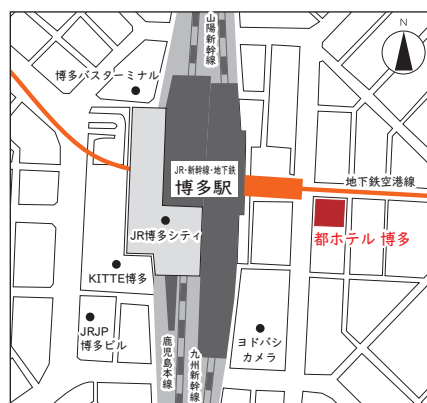 山陽新幹線
N
博多バスターミナル
JR・新幹線・地下鉄
博多駅
地下鉄空港線
JR博多シティ
都ホテル 博多
KITTE博多
JRJP
博多ビル
鹿児島本線
九州新幹線
ヨドバシ
カメラ